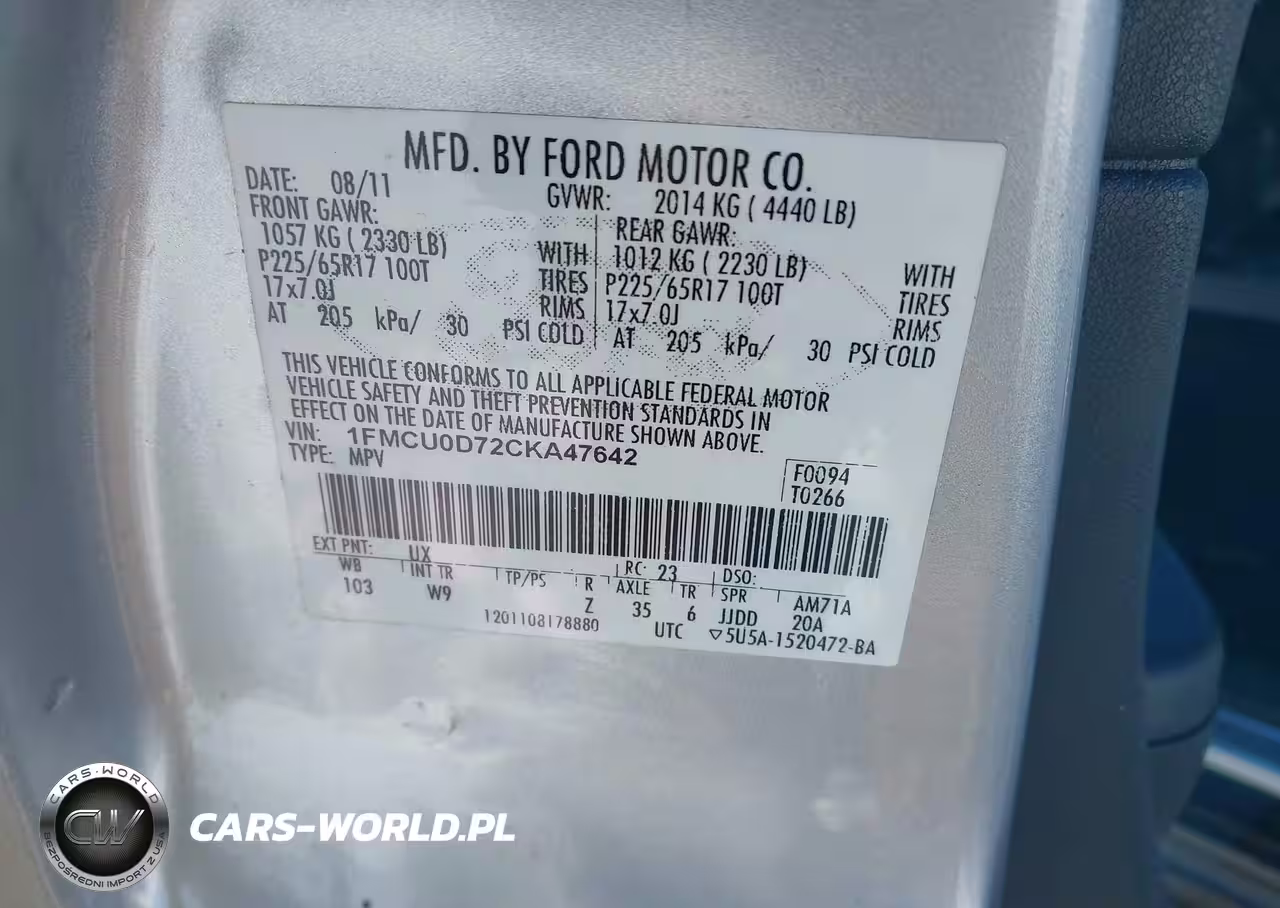 MFD. BY FORD MOTOR CO.
DATE: 08/11 GVWR: 2014 KG ( 4440 LB)
FRONT GAWR: REAR GAWR:
1057 KG ( 2330 LB) WITH 1012 KG ( 2230 LB) WITH
P225/65R17 100T TIRES P225/65R17 100T TIRES
17x7.0J RIMS 17x7.0J RIMS
AT 205 kPa/ 30 PSI COLD AT 205 kPa/ 30 PSI COLD
THIS VEHICLE CONFORMS TO ALL APPLICABLE FEDERAL MOTOR
VEHICLE SAFETY AND THEFT PREVENTION STANDARDS IN
EFFECT ON THE DATE OF MANUFACTURE SHOWN ABOVE.
VIN: 1FMCU0D72CKA47642
TYPE: MPV
F0094
T0266
EXT PNT: UX RC: 23 DSO:
WB INT TR TP/PS R AXLE TR SPR AM71A
103 W9 Z 35 6 JJDD 20A
1201108178880 UTC ▽5U5A-1520472-BA
CARS-WORLD
CW
BEZPOŚREDNI IMPORT Z USA
CARS-WORLD.PL